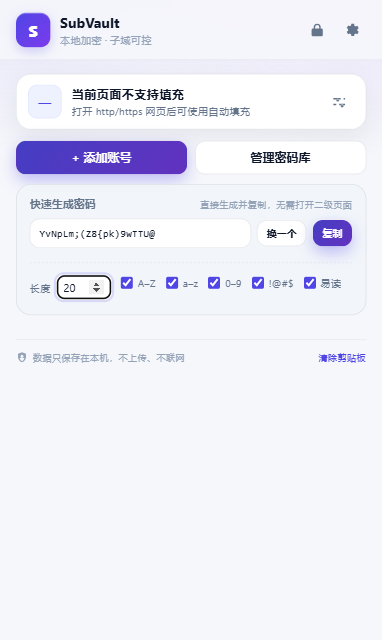 S
SubVault
本地加密 · 子域可控
—
当前页面不支持填充
打开 http/https 网页后可使用自动填充
+ 添加账号
管理密码库
快速生成密码
直接生成并复制，无需打开二级页面
YvNpLm;(Z8{pk)9wTTU@
换一个
复制
长度 20 A–Z a–z 0–9 !@#$ 易读
数据只保存在本机，不上传、不联网
清除剪贴板